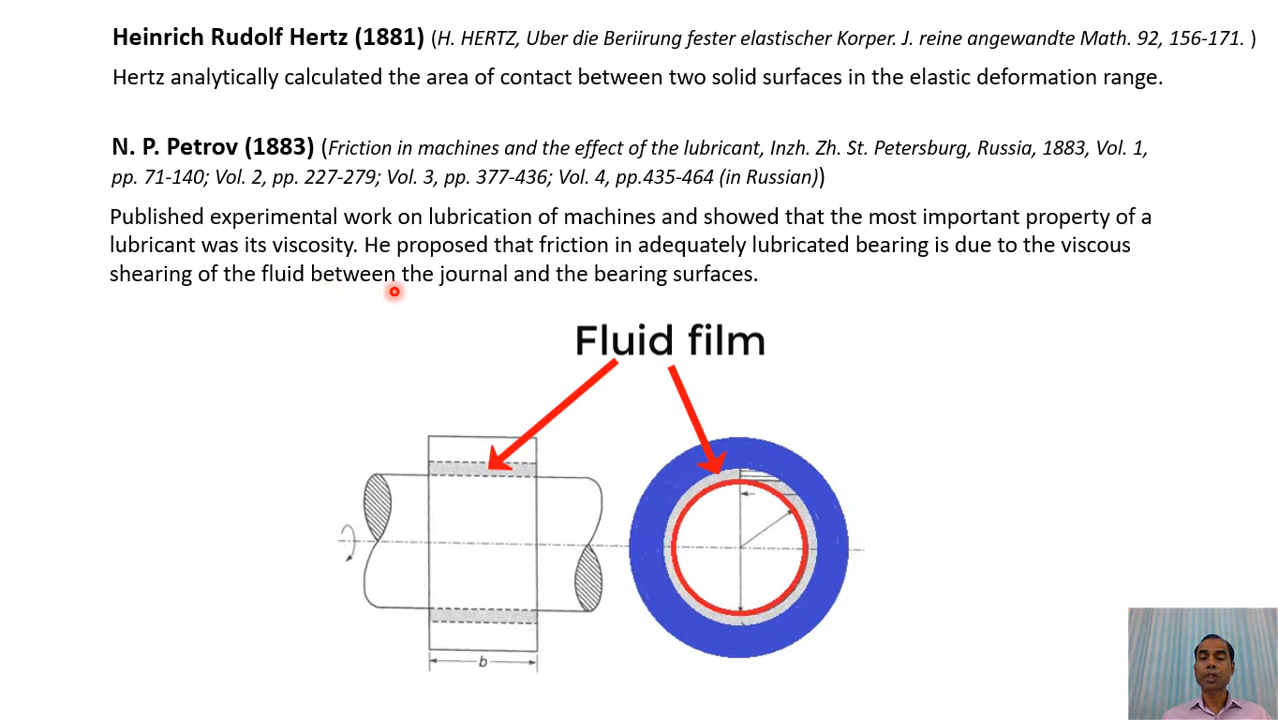 Heinrich Rudolf Hertz (1881) (H. HERTZ, Uber die Beriirung fester elastischer Korper. J. reine angewandte Math. 92, 156-171. )
Hertz analytically calculated the area of contact between two solid surfaces in the elastic deformation range.
N. P. Petrov (1883) (Friction in machines and the effect of the lubricant, Inzh. Zh. St. Petersburg, Russia, 1883, Vol. 1,
pp. 71-140; Vol. 2, pp. 227-279; Vol. 3, pp. 377-436; Vol. 4, pp.435-464 (in Russian))
Published experimental work on lubrication of machines and showed that the most important property of a
lubricant was its viscosity. He proposed that friction in adequately lubricated bearing is due to the viscous
shearing of the fluid between the journal and the bearing surfaces.
Fluid film
b